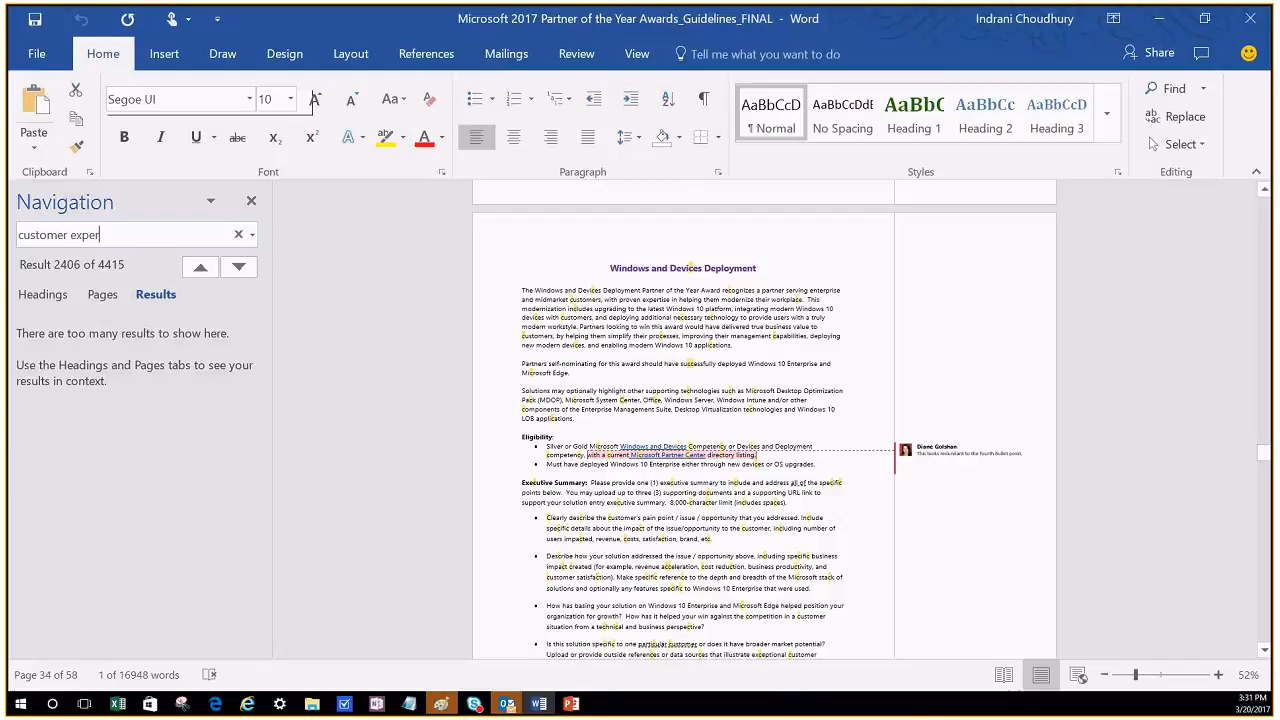 Microsoft 2017 Partner of the Year Awards_Guidelines_FINAL - Word
Indrani Choudhury
File
Home
Insert
Draw
Design
Layout
References
Mailings
Review
View
Tell me what you want to do
Share
Paste
Segoe UI
10
Aa
B I U abc X₂ X²
A
A
AaBbCcD
¶ Normal
AaBbCcDdE
No Spacing
AaBbC
Heading 1
AaBbCc
Heading 2
AaBbCcD
Heading 3
Find
Replace
Select
Clipboard
Font
Paragraph
Styles
Editing
Navigation
customer exper
Result 2406 of 4415
Headings
Pages
Results
There are too many results to show here.
Use the Headings and Pages tabs to see your
results in context.
Windows and Devices Deployment
The Windows and Devices Deployment Partner of the Year Award recognizes a partner serving enterprise
and midmarket customers, with proven expertise in helping them modernize their workplace. This
modernization includes upgrading to the latest Windows 10 platform, integrating modern Windows 10
devices with customers, and deploying additional necessary technology to provide users with a truly
modern workstyle. Partners looking to win this award would have delivered true business value to
customers, by helping them simplify their processes, improving their management capabilities, deploying
new modern devices, and enabling modern Windows 10 applications.
Partners self-nominating for this award should have successfully deployed Windows 10 Enterprise and
Microsoft Edge.
Solutions may optionally highlight other supporting technologies such as Microsoft Desktop Optimization
Pack (MDOP), Microsoft System Center, Office, Windows Server, Windows Intune and/or other
components of the Enterprise Management Suite, Desktop Virtualization technologies and Windows 10
LOB applications.
Eligibility:
• Silver or Gold Microsoft Windows and Devices Competency or Devices and Deployment
competency, with a current Microsoft Partner Center directory listing.
• Must have deployed Windows 10 Enterprise either through new devices or OS upgrades.
Diane Golshan
This looks redundant to the fourth bullet point.
Executive Summary: Please provide one (1) executive summary to include and address all of the specific
points below. You may upload up to three (3) supporting documents and a supporting URL link to
support your solution entry executive summary. 8,000-character limit (includes spaces).
• Clearly describe the customer's pain point / issue / opportunity that you addressed. Include
specific details about the impact of the issue/opportunity to the customer, including number of
users impacted, revenue, costs, satisfaction, brand, etc.
• Describe how your solution addressed the issue / opportunity above, including specific business
impact created (for example, revenue acceleration, cost reduction, business productivity, and
customer satisfaction). Make specific reference to the depth and breadth of the Microsoft stack of
solutions and optionally any features specific to Windows 10 Enterprise that were used.
• How has basing your solution on Windows 10 Enterprise and Microsoft Edge helped position your
organization for growth? How has it helped your win against the competition in a customer
situation from a technical and business perspective?
• Is this solution specific to one particular customer or does it have broader market potential?
Upload or provide outside references or data sources that illustrate exceptional customer
Page 34 of 58
1 of 16948 words
52%
3:31 PM
3/20/2017